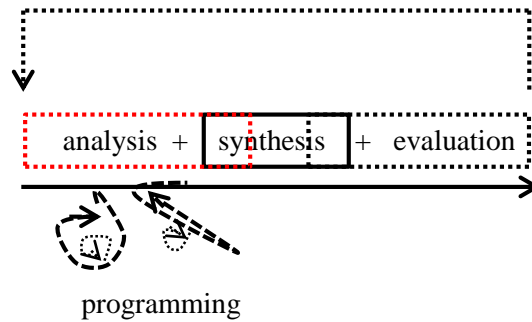 analysis + synthesis + evaluation
programming